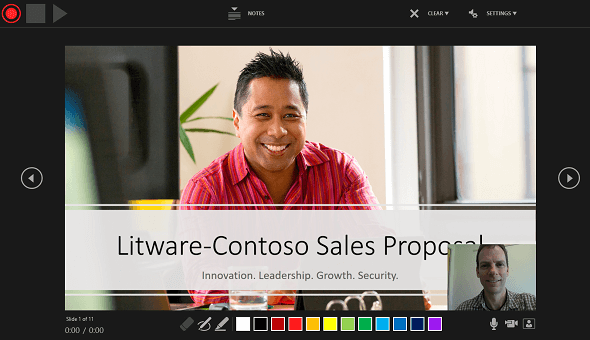 NOTES
CLEAR
SETTINGS
Litware-Contoso Sales Proposal
Innovation. Leadership. Growth. Security.
Slide 1 of 11
0:00 / 0:00